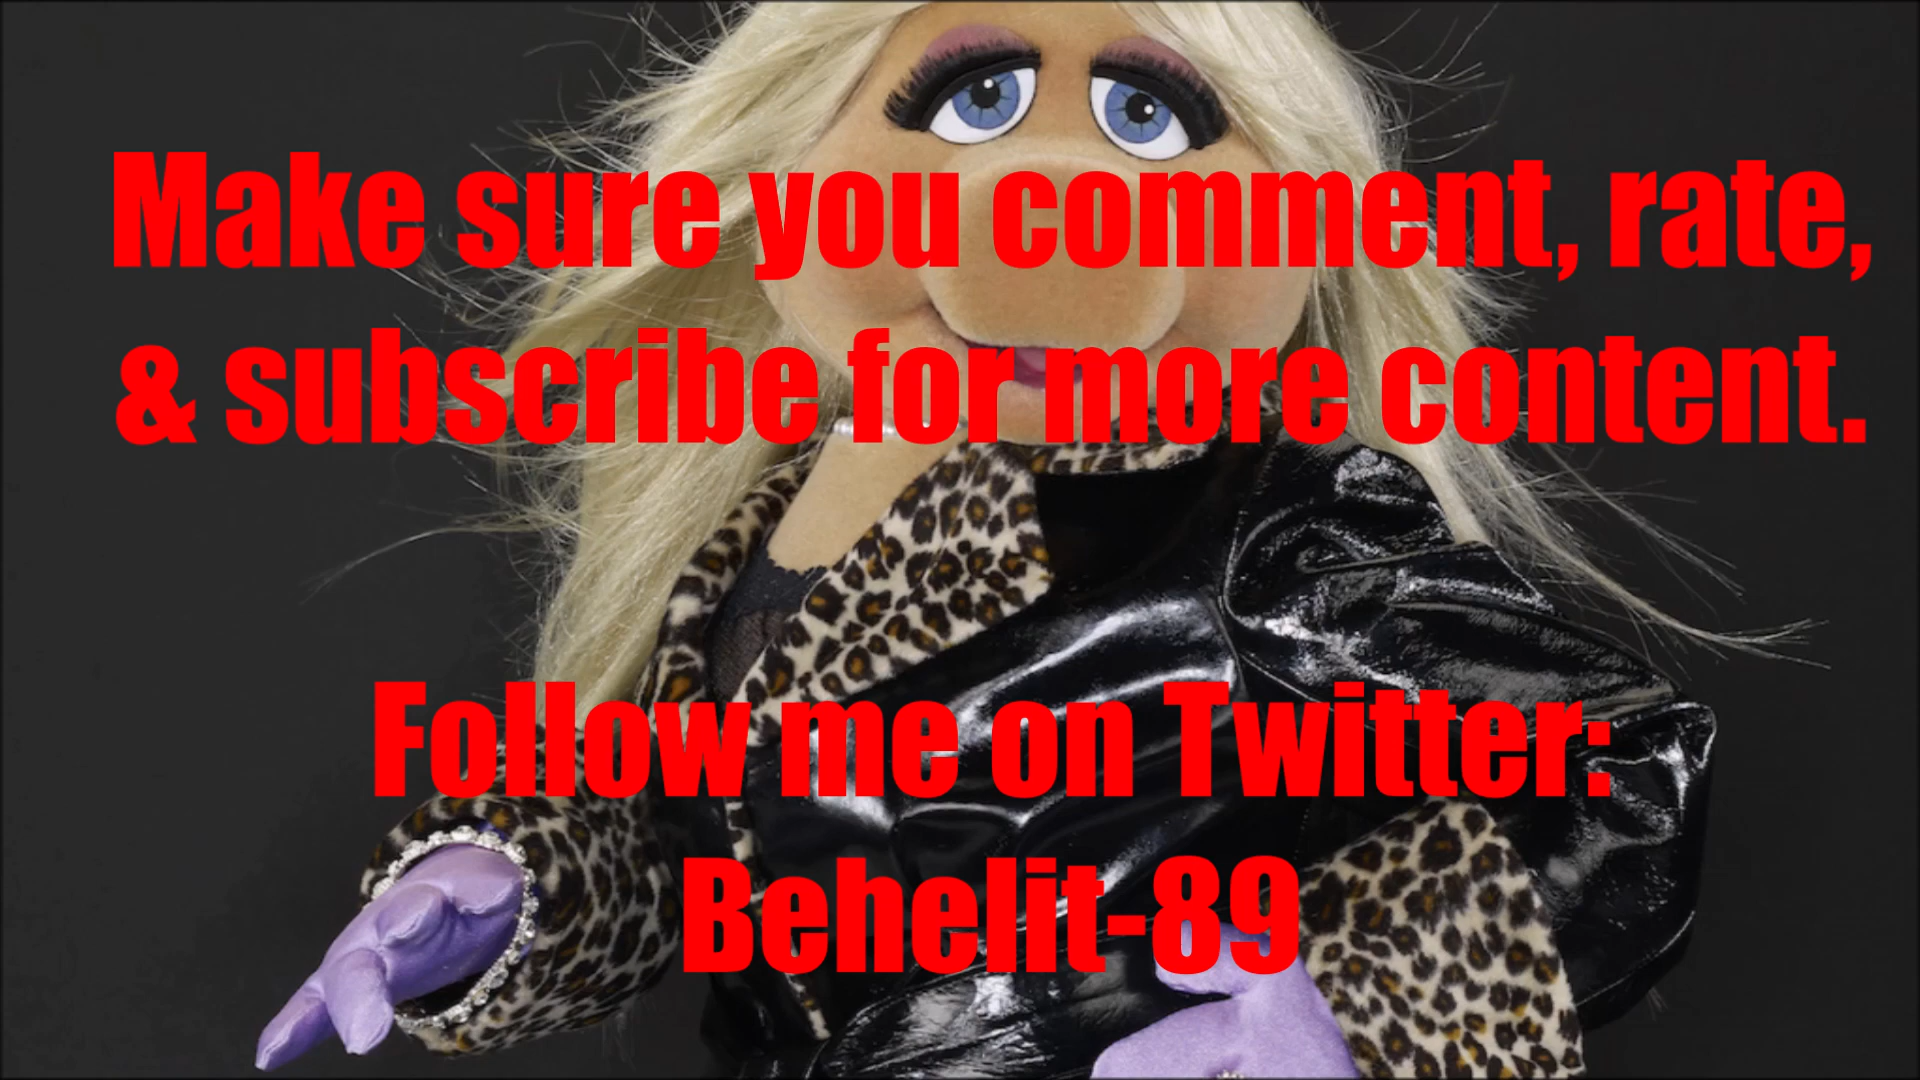 Make sure you comment, rate,
& subscribe for more content.
Follow me on Twitter:
Behelit-89